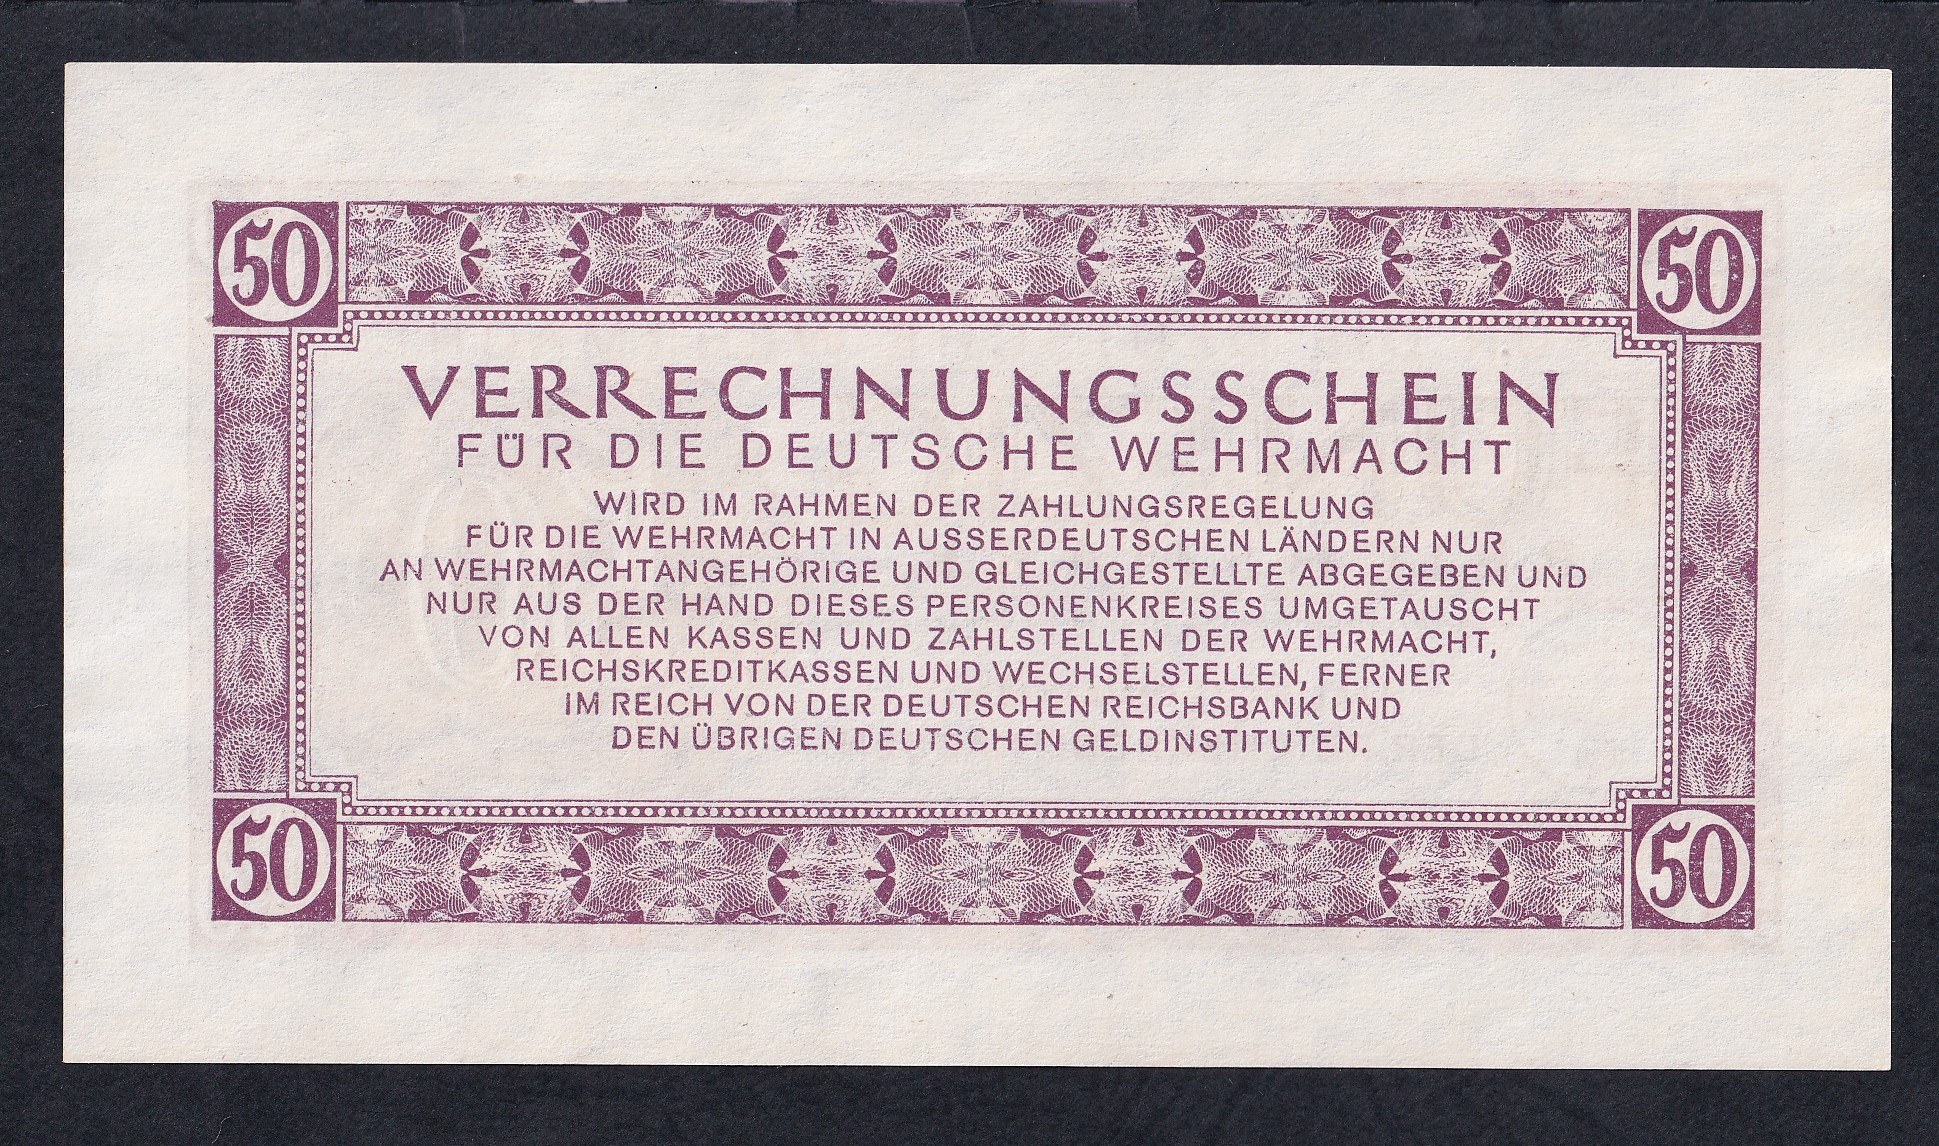 50 50
VERRECHNUNGSSCHEIN
FÜR DIE DEUTSCHE WEHRMACHT
WIRD IM RAHMEN DER ZAHLUNGSREGELUNG
FÜR DIE WEHRMACHT IN AUSSERDEUTSCHEN LÄNDERN NUR
AN WEHRMACHTANGEHÖRIGE UND GLEICHGESTELLTE ABGEGEBEN UND
NUR AUS DER HAND DIESES PERSONENKREISES UMGETAUSCHT
VON ALLEN KASSEN UND ZAHLSTELLEN DER WEHRMACHT,
REICHSKREDITKASSEN UND WECHSELSTELLEN, FERNER
IM REICH VON DER DEUTSCHEN REICHSBANK UND
DEN ÜBRIGEN DEUTSCHEN GELDINSTITUTEN.
50 50